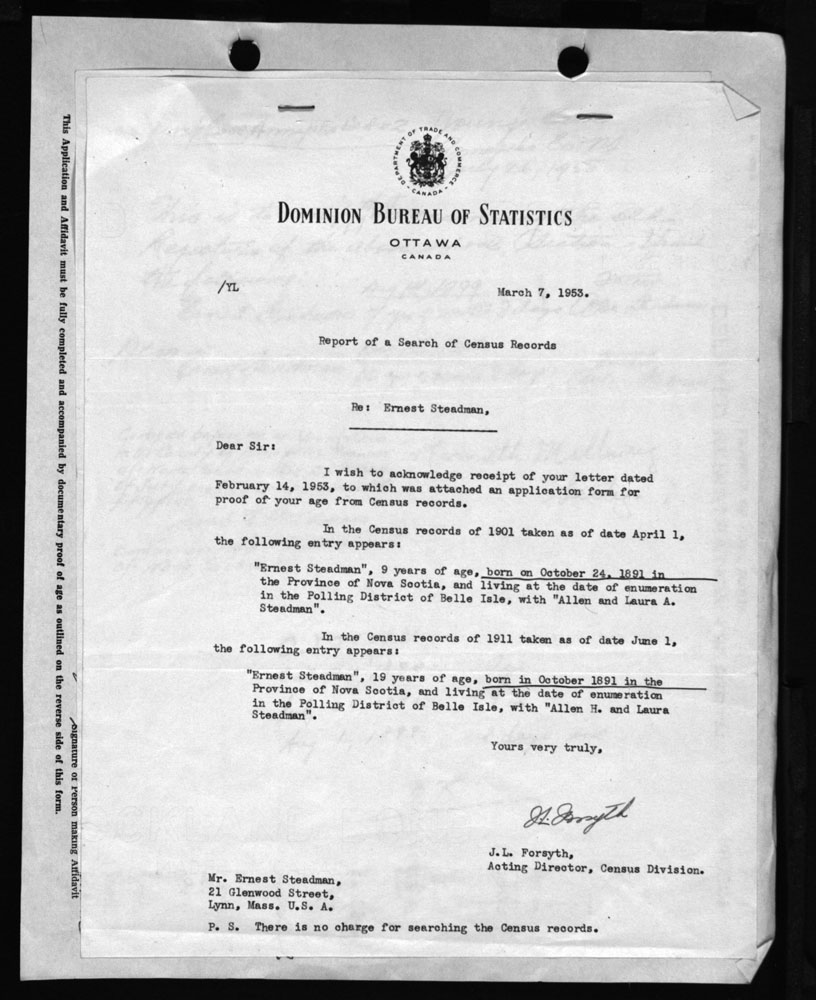 DEPARTMENT OF TRADE AND COMMERCE
CANADA
DOMINION BUREAU OF STATISTICS
OTTAWA
CANADA
/YL
March 7, 1953.
Report of a Search of Census Records
Re: Ernest Steadman,
Dear Sir:
I wish to acknowledge receipt of your letter dated
February 14, 1953, to which was attached an application form for
proof of your age from Census records.
In the Census records of 1901 taken as of date April 1,
the following entry appears:
"Ernest Steadman", 9 years of age, born on October 24, 1891 in
the Province of Nova Scotia, and living at the date of enumeration
in the Polling District of Belle Isle, with "Allen and Laura A.
Steadman".
In the Census records of 1911 taken as of date June 1,
the following entry appears:
"Ernest Steadman", 19 years of age, born in October 1891 in the
Province of Nova Scotia, and living at the date of enumeration
in the Polling District of Belle Isle, with "Allen H. and Laura
Steadman".
Yours very truly,
J.L. Forsyth
J.L. Forsyth,
Acting Director, Census Division.
Mr. Ernest Steadman,
21 Glenwood Street,
Lynn, Mass. U.S. A.
P. S. There is no charge for searching the Census records.
This Application and Affidavit must be fully completed and accompanied by documentary proof of age as outlined on the reverse side of this form.
Signature of Person making Affidavit